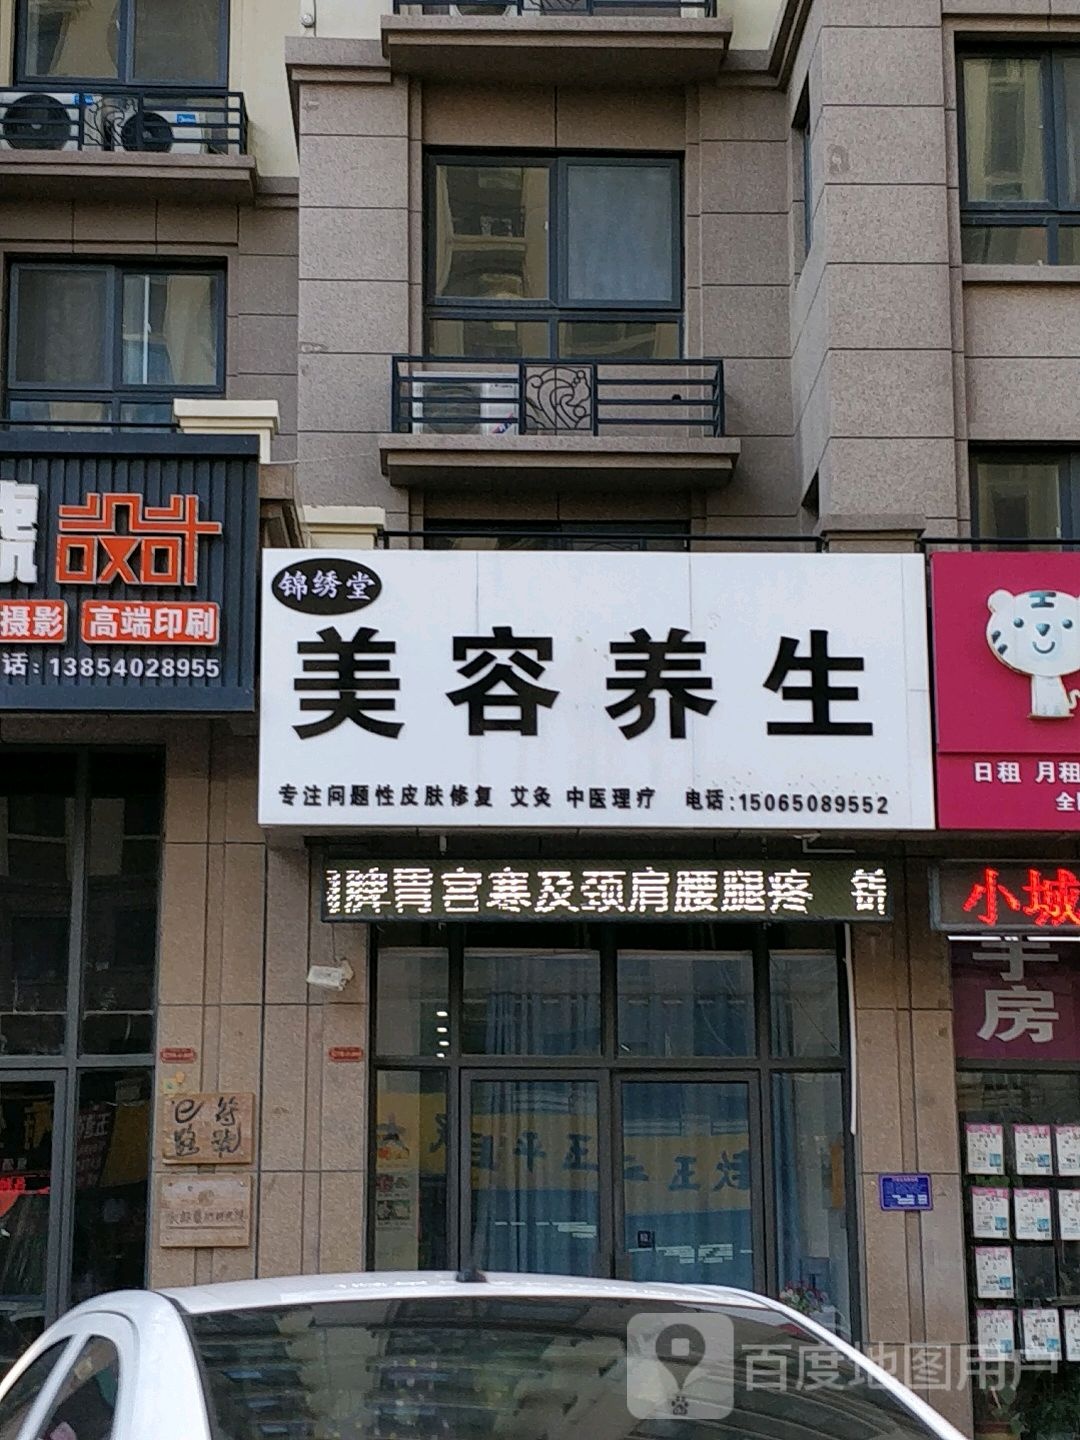 设计
摄影 高端印刷
话:13854028955
锦绣堂
美容养生
专注问题性皮肤修复 艾灸 中医理疗 电话:15065089552
日租 月租
脾胃宫寒及颈肩腰腿疼
小城
房
百度地图用户